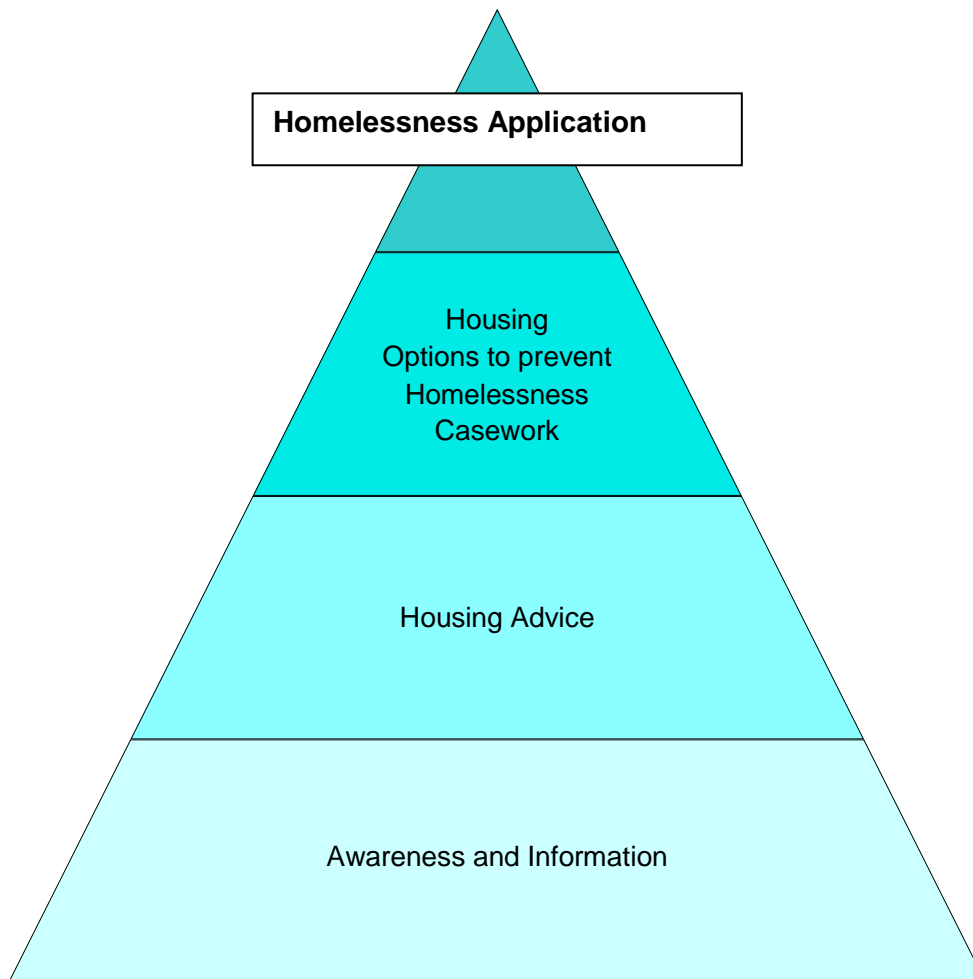 Homelessness Application
Housing
Options to prevent
Homelessness
Casework
Housing Advice
Awareness and Information